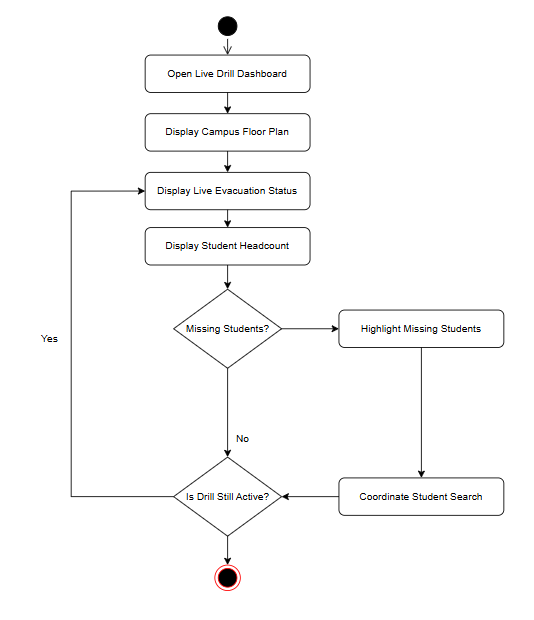 Open Live Drill Dashboard
Display Campus Floor Plan
Display Live Evacuation Status
Display Student Headcount
Missing Students?
Highlight Missing Students
Yes
No
Is Drill Still Active?
Coordinate Student Search